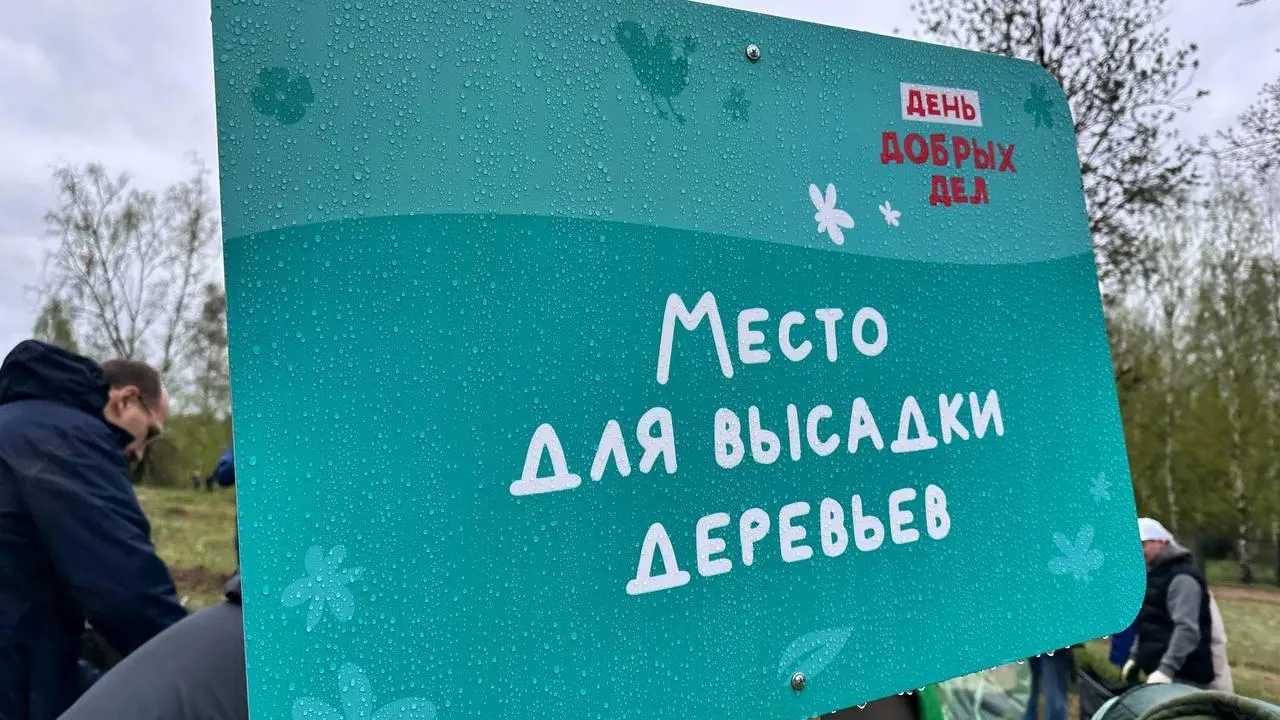 ДЕНЬ
ДОБРЫХ
ДЕЛ
Место
для высадки
деревьев